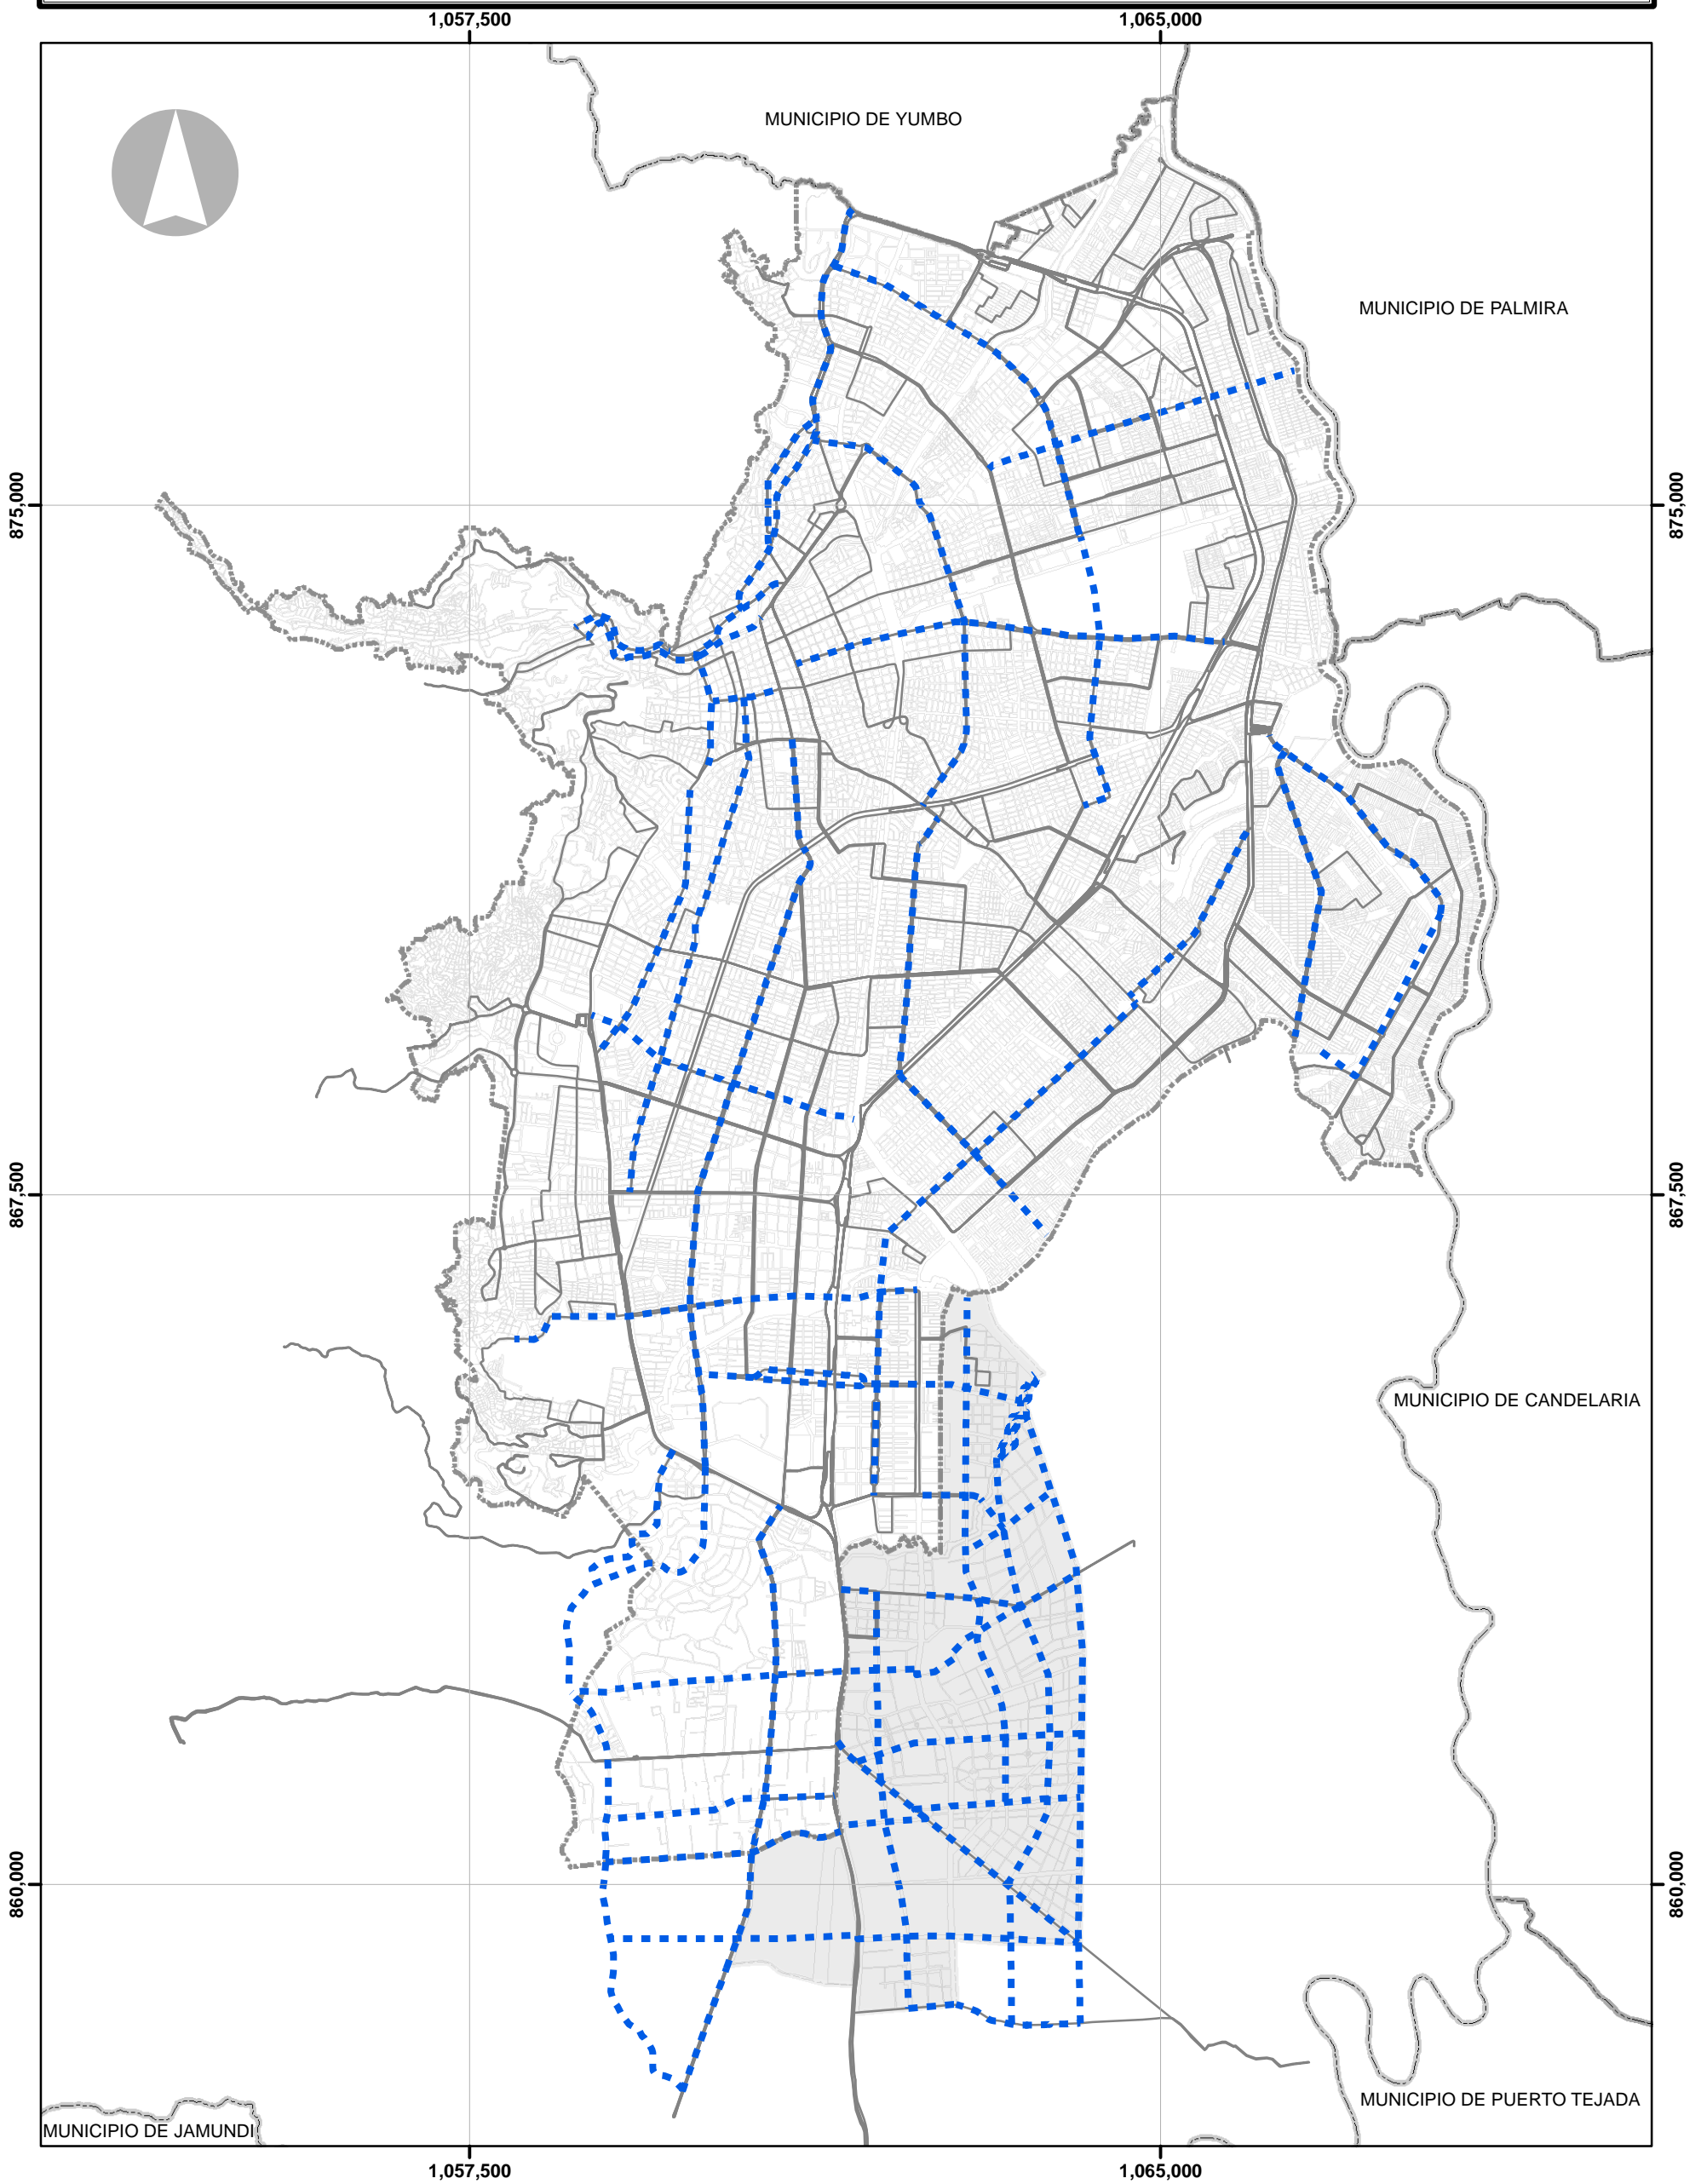 1,057,500 1,065,000
MUNICIPIO DE YUMBO
MUNICIPIO DE PALMIRA
875,000 875,000
867,500 867,500
MUNICIPIO DE CANDELARIA
860,000 860,000
MUNICIPIO DE PUERTO TEJADA
MUNICIPIO DE JAMUNDI
1,057,500 1,065,000